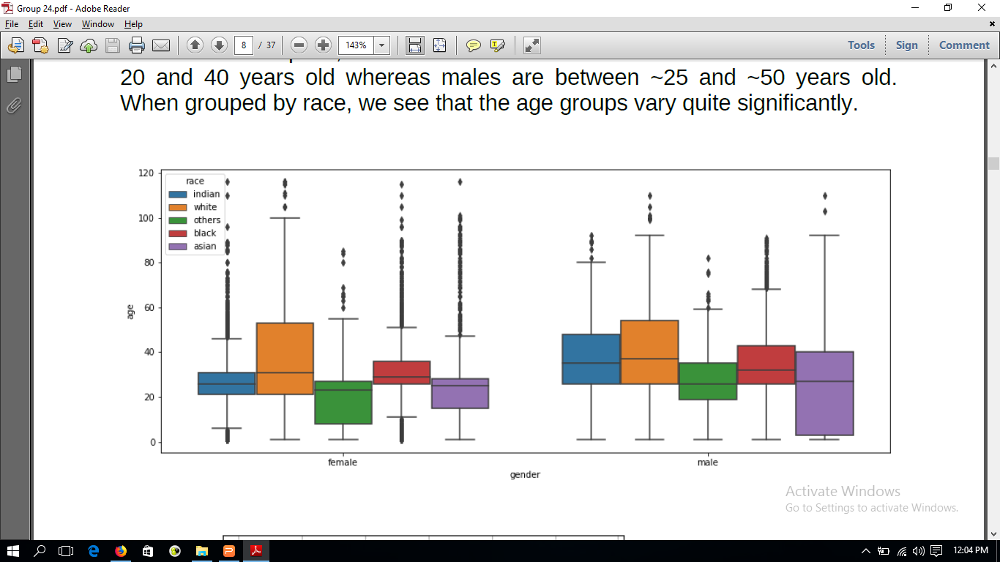 Group 24.pdf - Adobe Reader
File Edit View Window Help
8 / 37 143% Tools Sign Comment
20 and 40 years old whereas males are between ~25 and ~50 years old.
When grouped by race, we see that the age groups vary quite significantly.
race
indian
white
others
black
asian
120
100
80
60
40
20
0
age
female male
gender
Activate Windows
Go to Settings to activate Windows.
12:04 PM